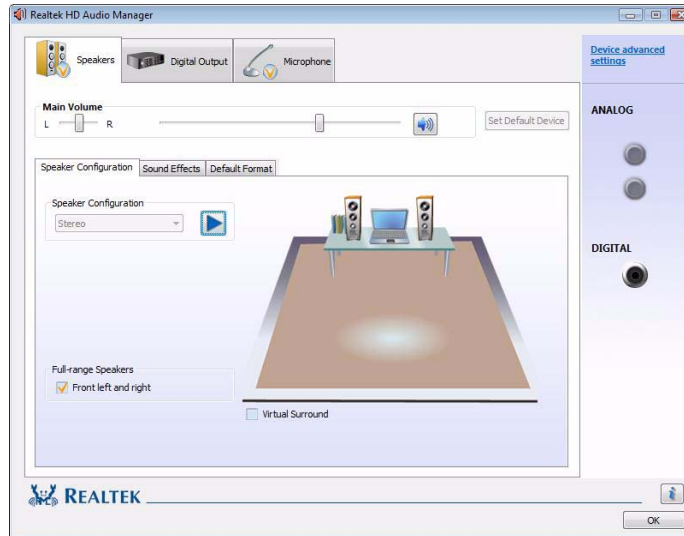 Realtek HD Audio Manager
Speakers
Digital Output
Microphone
Device advanced settings
Main Volume
L
R
Set Default Device
ANALOG
Speaker Configuration
Sound Effects
Default Format
Speaker Configuration
Stereo
DIGITAL
Full-range Speakers
Front left and right
Virtual Surround
REALTEK
i
OK